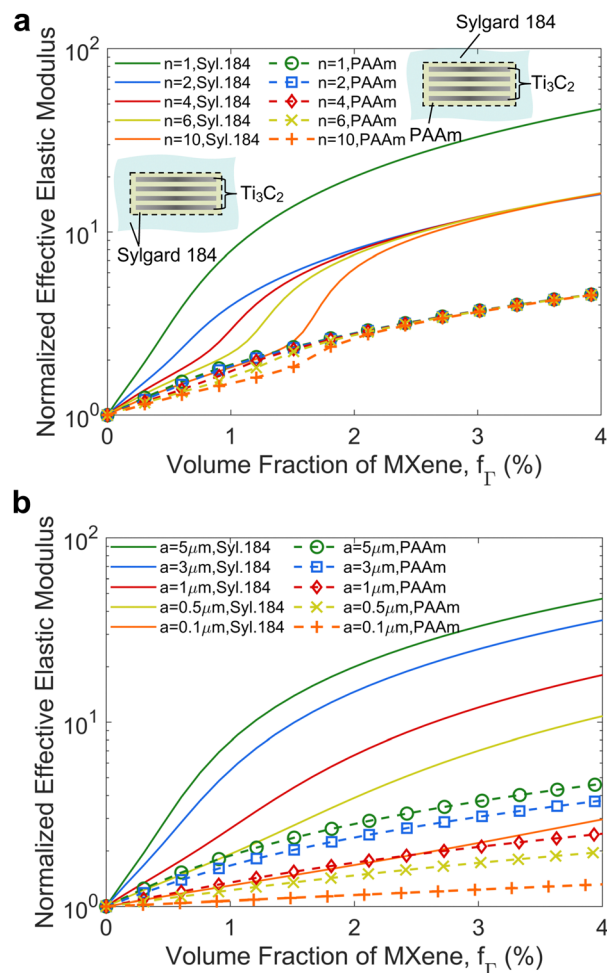 a
10²
Sylgard 184
n=1,Syl.184 n=1,PAAm
n=2,Syl.184 n=2,PAAm
n=4,Syl.184 n=4,PAAm
n=6,Syl.184 n=6,PAAm
n=10,Syl.184 n=10,PAAm
Ti₃C₂
PAAm
Ti₃C₂
Sylgard 184
Normalized Effective Elastic Modulus
10¹
10⁰
0 1 2 3 4
Volume Fraction of MXene, f_Γ (%)
b
10²
a=5μm,Syl.184 a=5μm,PAAm
a=3μm,Syl.184 a=3μm,PAAm
a=1μm,Syl.184 a=1μm,PAAm
a=0.5μm,Syl.184 a=0.5μm,PAAm
a=0.1μm,Syl.184 a=0.1μm,PAAm
Normalized Effective Elastic Modulus
10¹
10⁰
0 1 2 3 4
Volume Fraction of MXene, f_Γ (%)